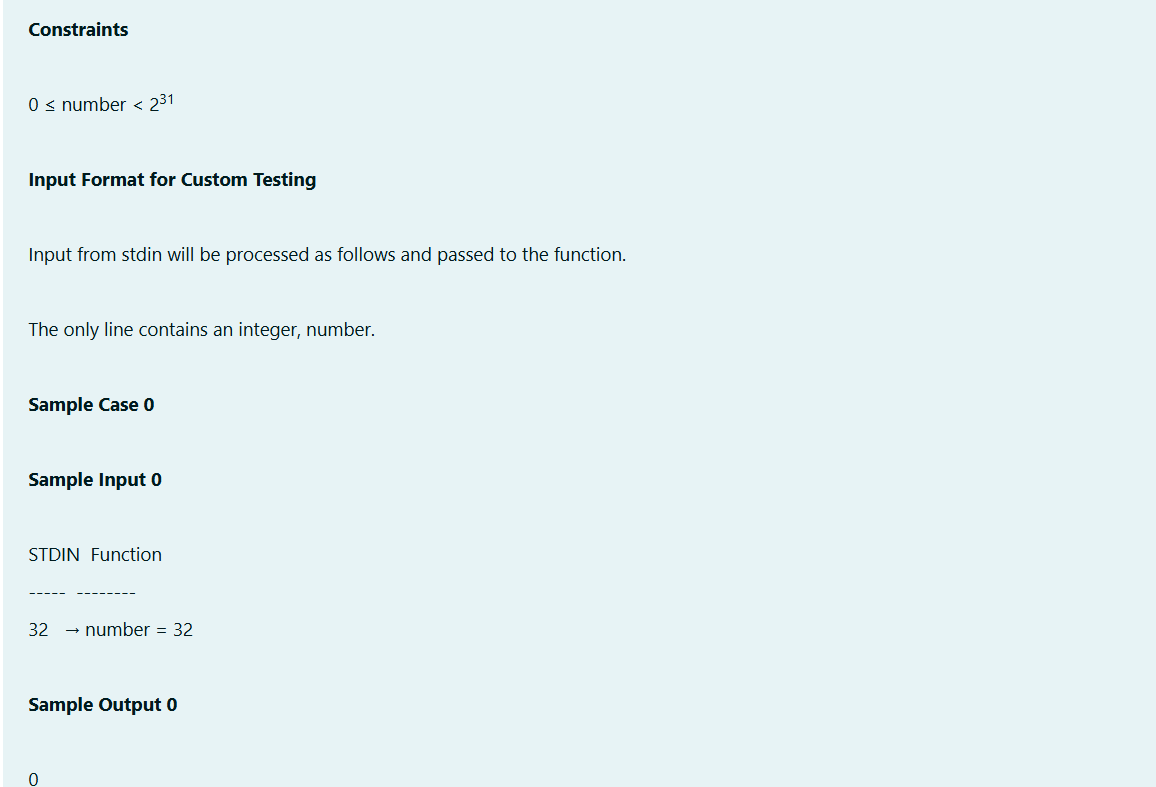 Constraints
0 ≤ number < 2³¹
Input Format for Custom Testing
Input from stdin will be processed as follows and passed to the function.
The only line contains an integer, number.
Sample Case 0
Sample Input 0
STDIN  Function
-----  --------
32   → number = 32
Sample Output 0
0